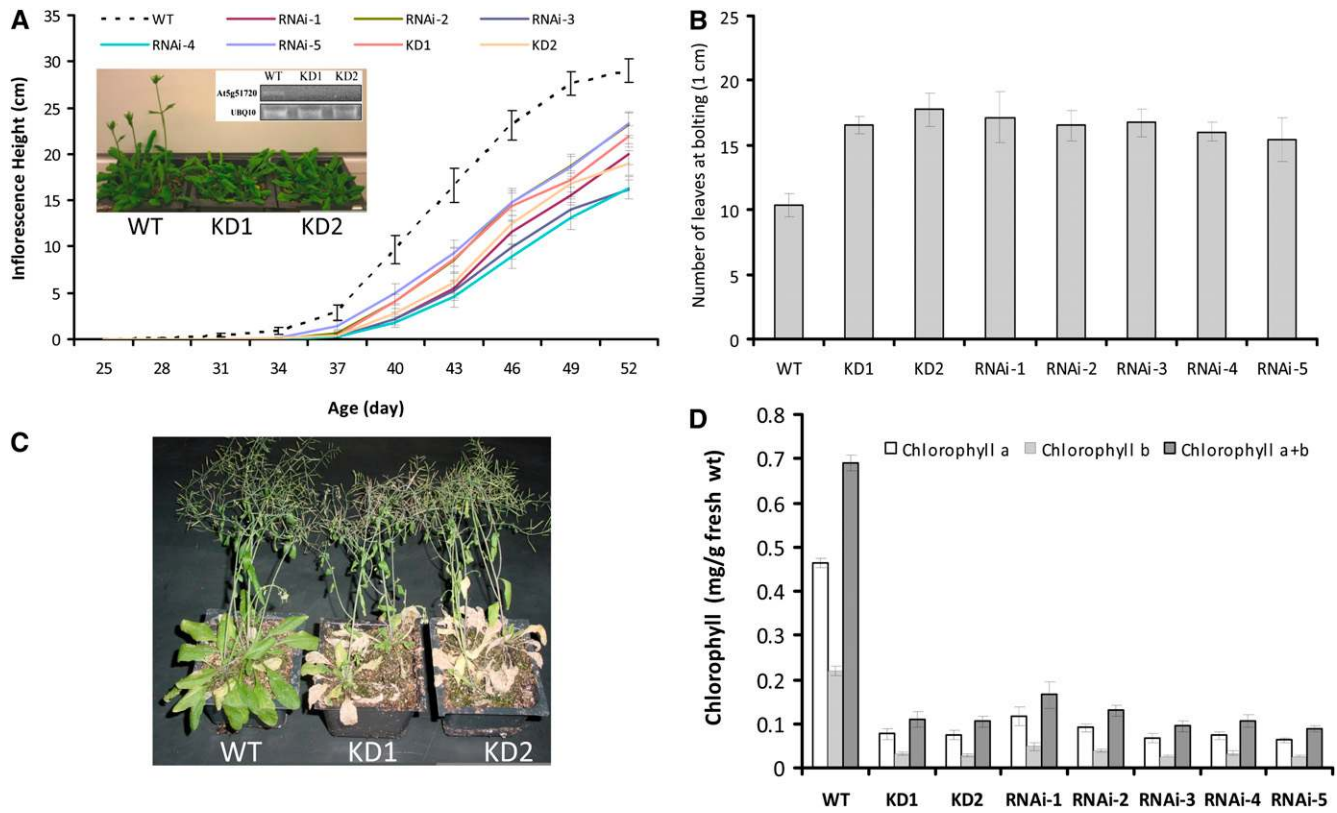 A
WT RNAi-1 RNAi-2 RNAi-3
RNAi-4 RNAi-5 KD1 KD2
Inflorescence Height (cm)
35
30
25
20
15
10
5
0
WT KD1 KD2
At5g51720
UBQ10
WT KD1 KD2
25 28 31 34 37 40 43 46 49 52
Age (day)
B
Number of leaves at bolting (1 cm)
25
20
15
10
5
0
WT KD1 KD2 RNAi-1 RNAi-2 RNAi-3 RNAi-4 RNAi-5
C
WT KD1 KD2
D
Chlorophyll (mg/g fresh wt)
0.8
0.7
0.6
0.5
0.4
0.3
0.2
0.1
0
Chlorophyll a Chlorophyll b Chlorophyll a+b
WT KD1 KD2 RNAi-1 RNAi-2 RNAi-3 RNAi-4 RNAi-5